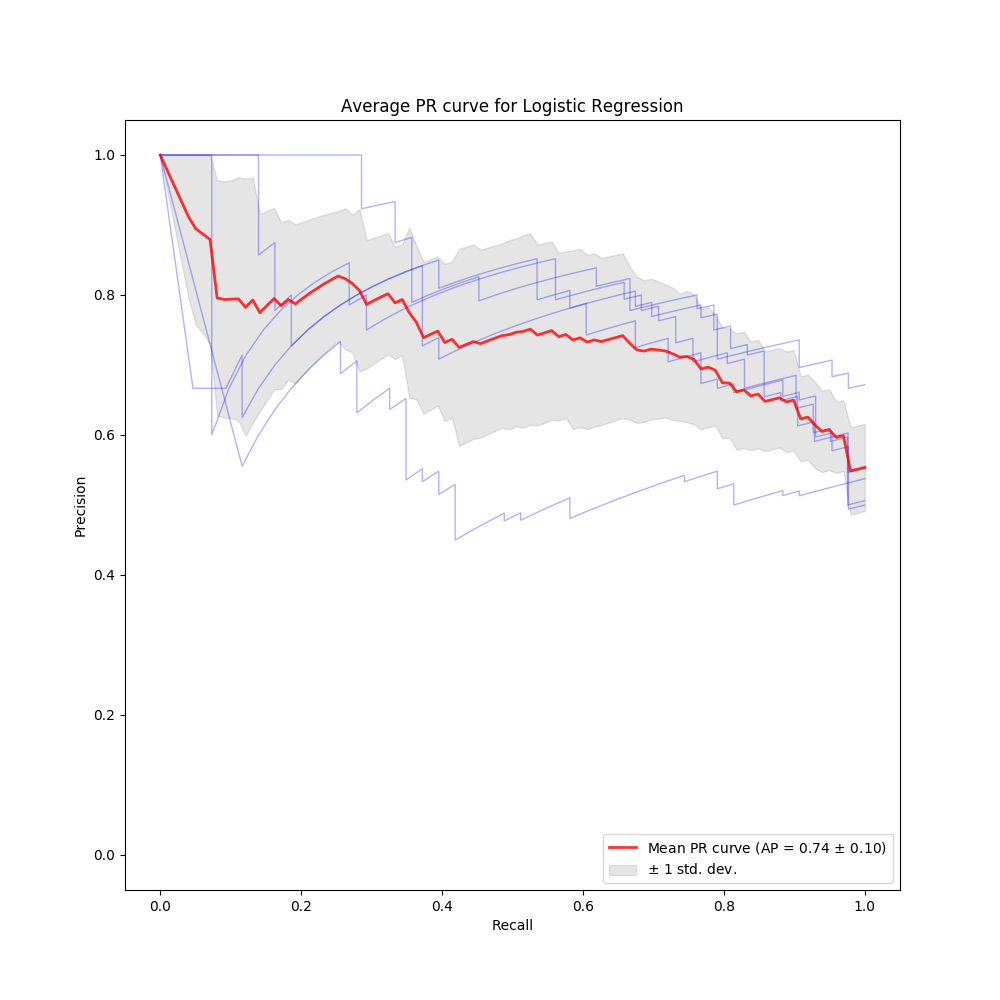 Average PR curve for Logistic Regression
1.0
0.8
0.6
0.4
0.2
0.0
Precision
Mean PR curve (AP = 0.74 ± 0.10)
± 1 std. dev.
0.0 0.2 0.4 0.6 0.8 1.0
Recall